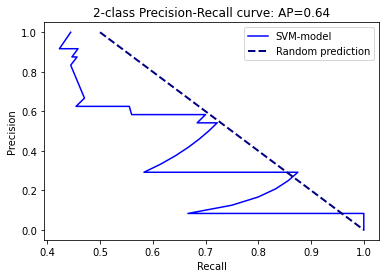 2-class Precision-Recall curve: AP=0.64
1.0
0.8
0.6
0.4
0.2
0.0
Precision
SVM-model
Random prediction
0.4 0.5 0.6 0.7 0.8 0.9 1.0
Recall